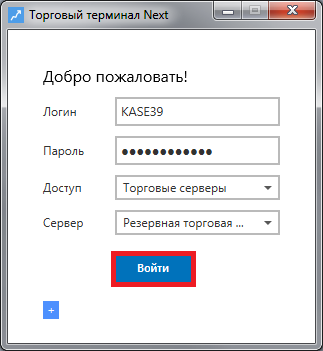 Торговый терминал Next
Добро пожаловать!
Логин KASE39
Пароль ●●●●●●●●●●●●
Доступ Торговые серверы
Сервер Резервная торговая ...
Войти
+